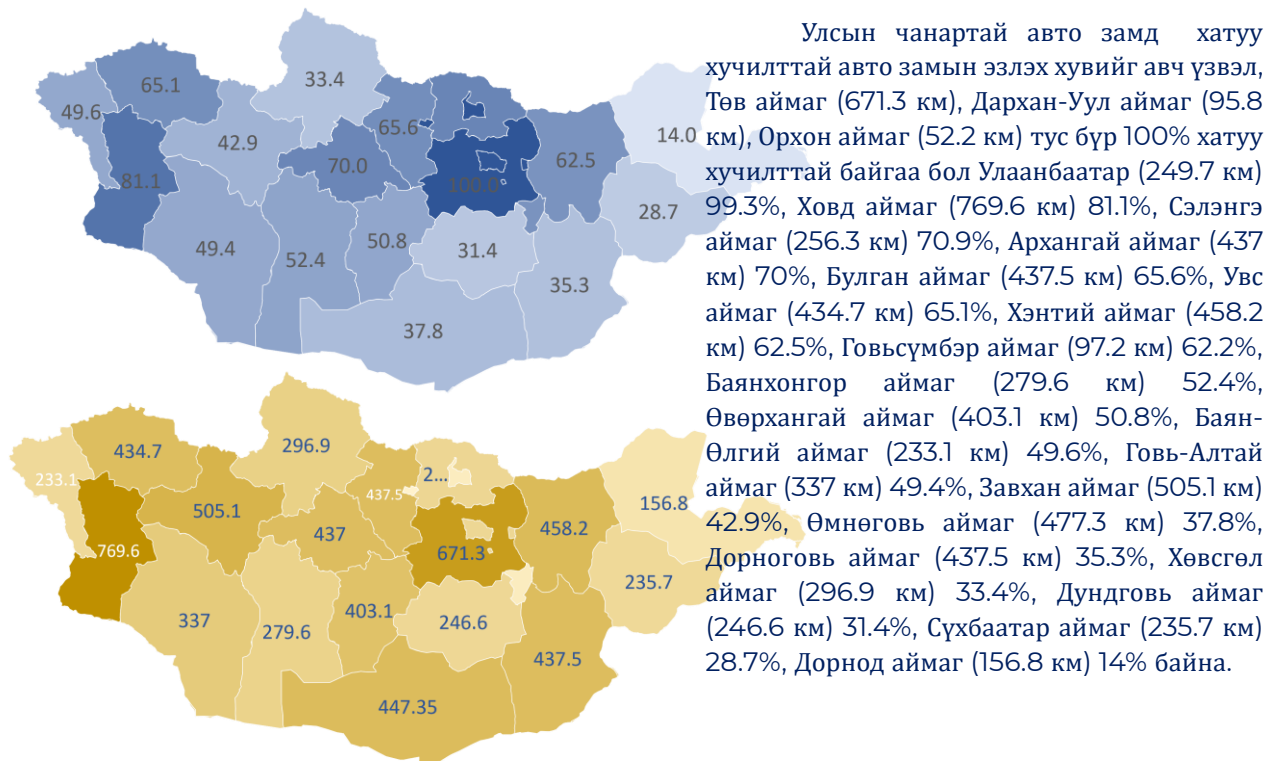 33.4
65.1
49.6
65.6
14.0
42.9
70.0
62.5
81.1
100.0
28.7
50.8
49.4
52.4
31.4
35.3
37.8
296.9
434.7
2...
233.1
437.5
156.8
505.1
458.2
437
769.6
671.3
235.7
403.1
337
279.6
246.6
437.5
447.35
Улсын чанартай авто замд хатуу
хучилттай авто замын эзлэх хувийг авч үзвэл,
Төв аймаг (671.3 км), Дархан-Уул аймаг (95.8
км), Орхон аймаг (52.2 км) тус бүр 100% хатуу
хучилттай байгаа бол Улаанбаатар (249.7 км)
99.3%, Ховд аймаг (769.6 км) 81.1%, Сэлэнгэ
аймаг (256.3 км) 70.9%, Архангай аймаг (437
км) 70%, Булган аймаг (437.5 км) 65.6%, Увс
аймаг (434.7 км) 65.1%, Хэнтий аймаг (458.2
км) 62.5%, Говьсүмбэр аймаг (97.2 км) 62.2%,
Баянхонгор аймаг (279.6 км) 52.4%,
Өвөрхангай аймаг (403.1 км) 50.8%, Баян-
Өлгий аймаг (233.1 км) 49.6%, Говь-Алтай
аймаг (337 км) 49.4%, Завхан аймаг (505.1 км)
42.9%, Өмнөговь аймаг (477.3 км) 37.8%,
Дорноговь аймаг (437.5 км) 35.3%, Хөвсгөл
аймаг (296.9 км) 33.4%, Дундговь аймаг
(246.6 км) 31.4%, Сүхбаатар аймаг (235.7 км)
28.7%, Дорнод аймаг (156.8 км) 14% байна.